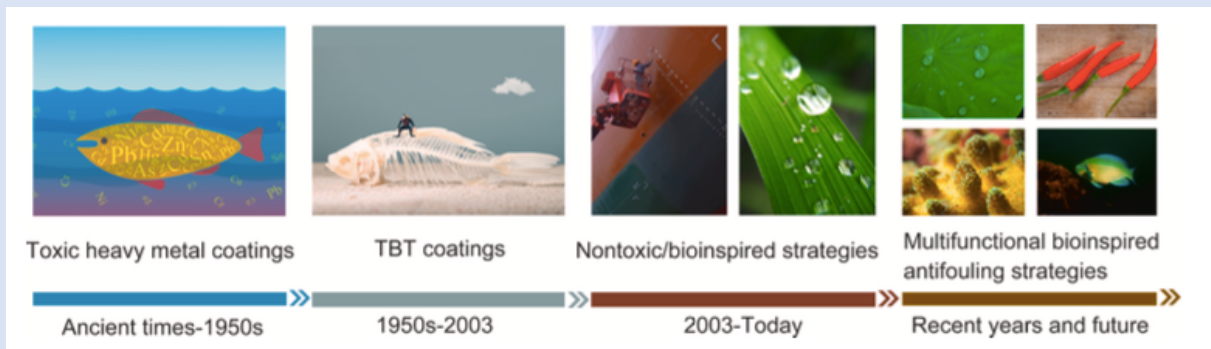 Toxic heavy metal coatings
TBT coatings
Nontoxic/bioinspired strategies
Multifunctional bioinspired
antifouling strategies
Ancient times-1950s
1950s-2003
2003-Today
Recent years and future